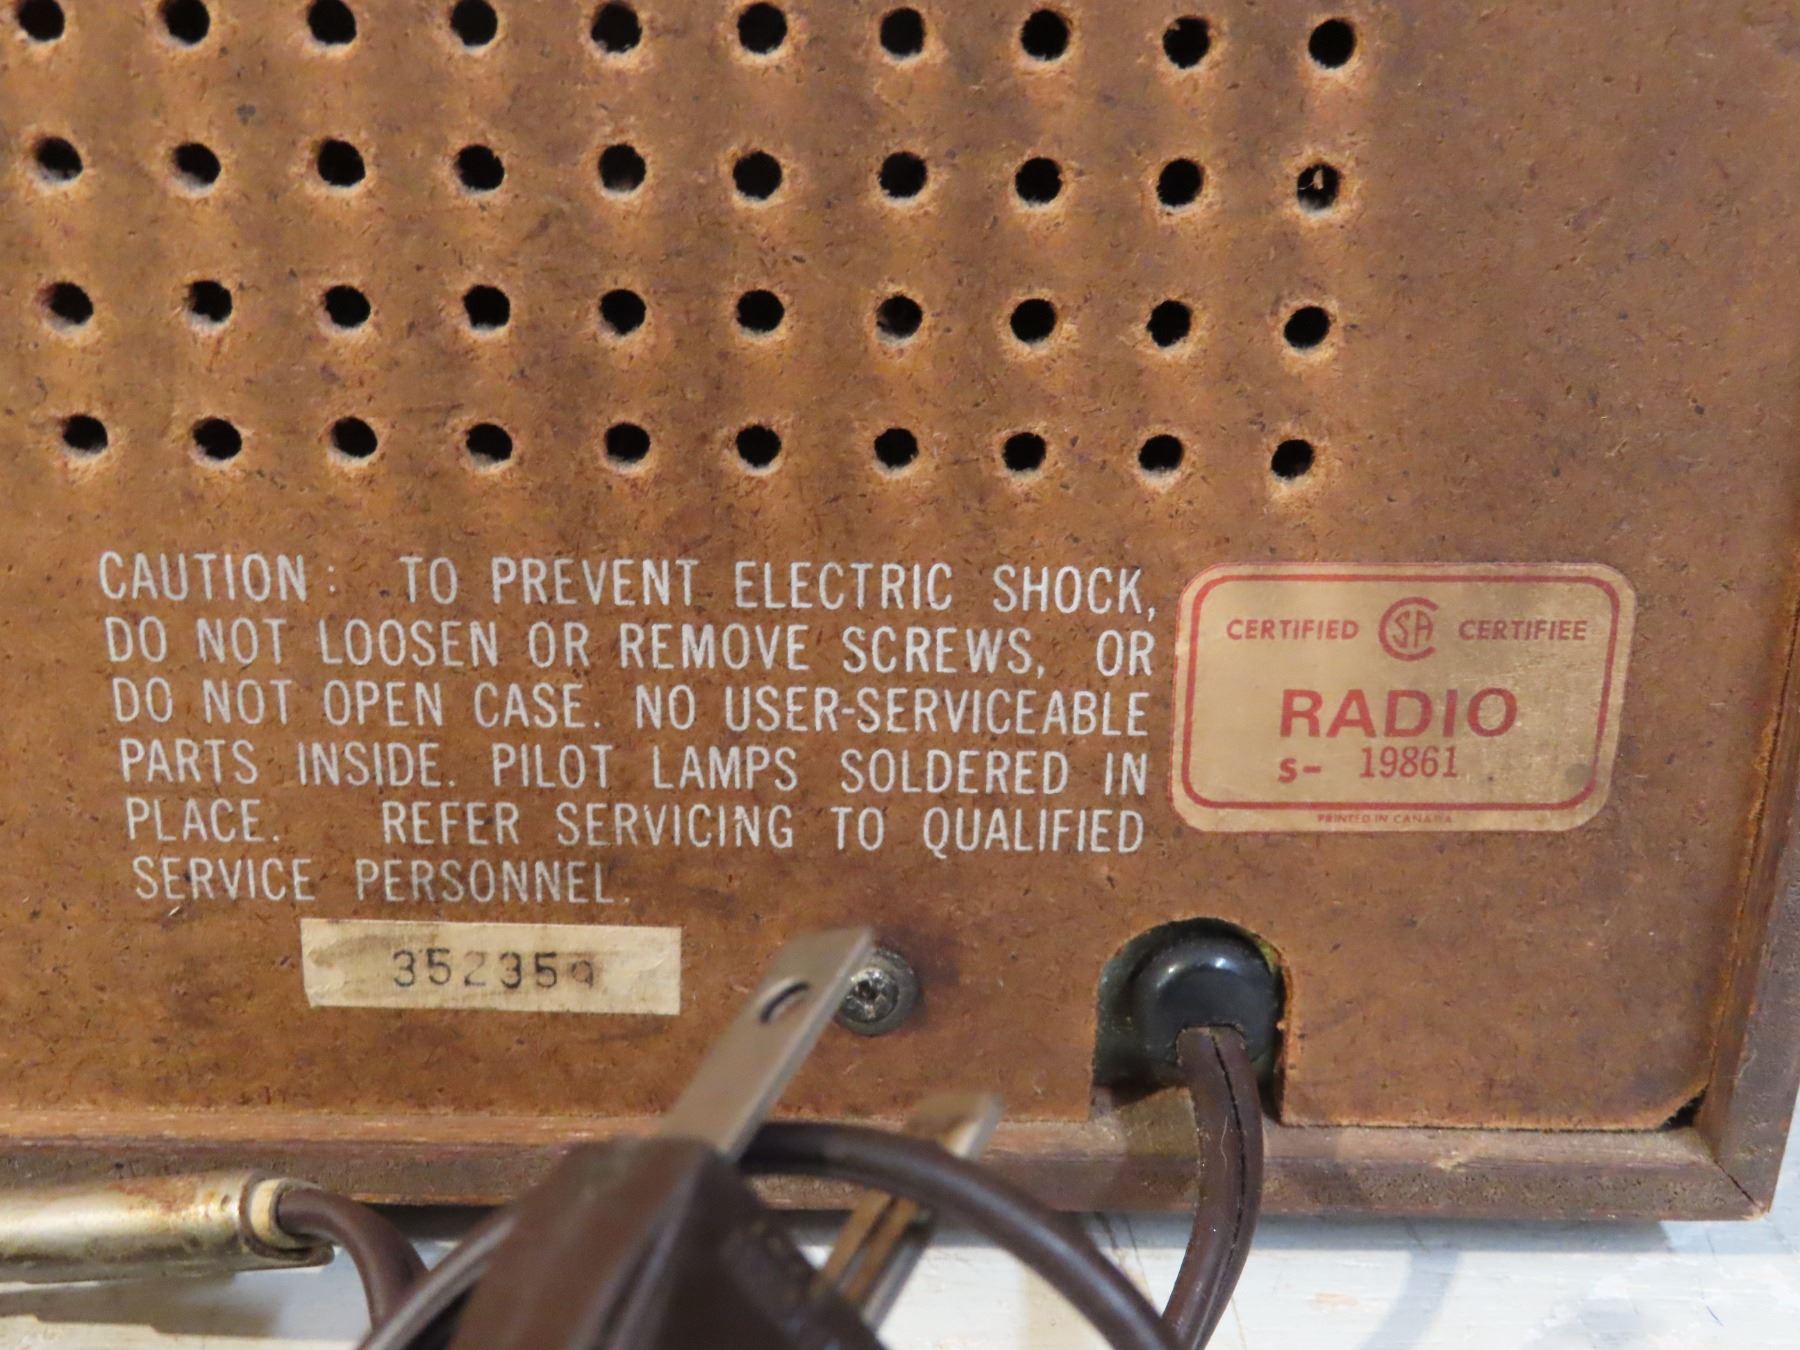 CAUTION: TO PREVENT ELECTRIC SHOCK,
DO NOT LOOSEN OR REMOVE SCREWS, OR
DO NOT OPEN CASE. NO USER-SERVICEABLE
PARTS INSIDE. PILOT LAMPS SOLDERED IN
PLACE. REFER SERVICING TO QUALIFIED
SERVICE PERSONNEL.
CERTIFIED CSA CERTIFIEE
RADIO
S- 19861
PRINTED IN CANADA
352359